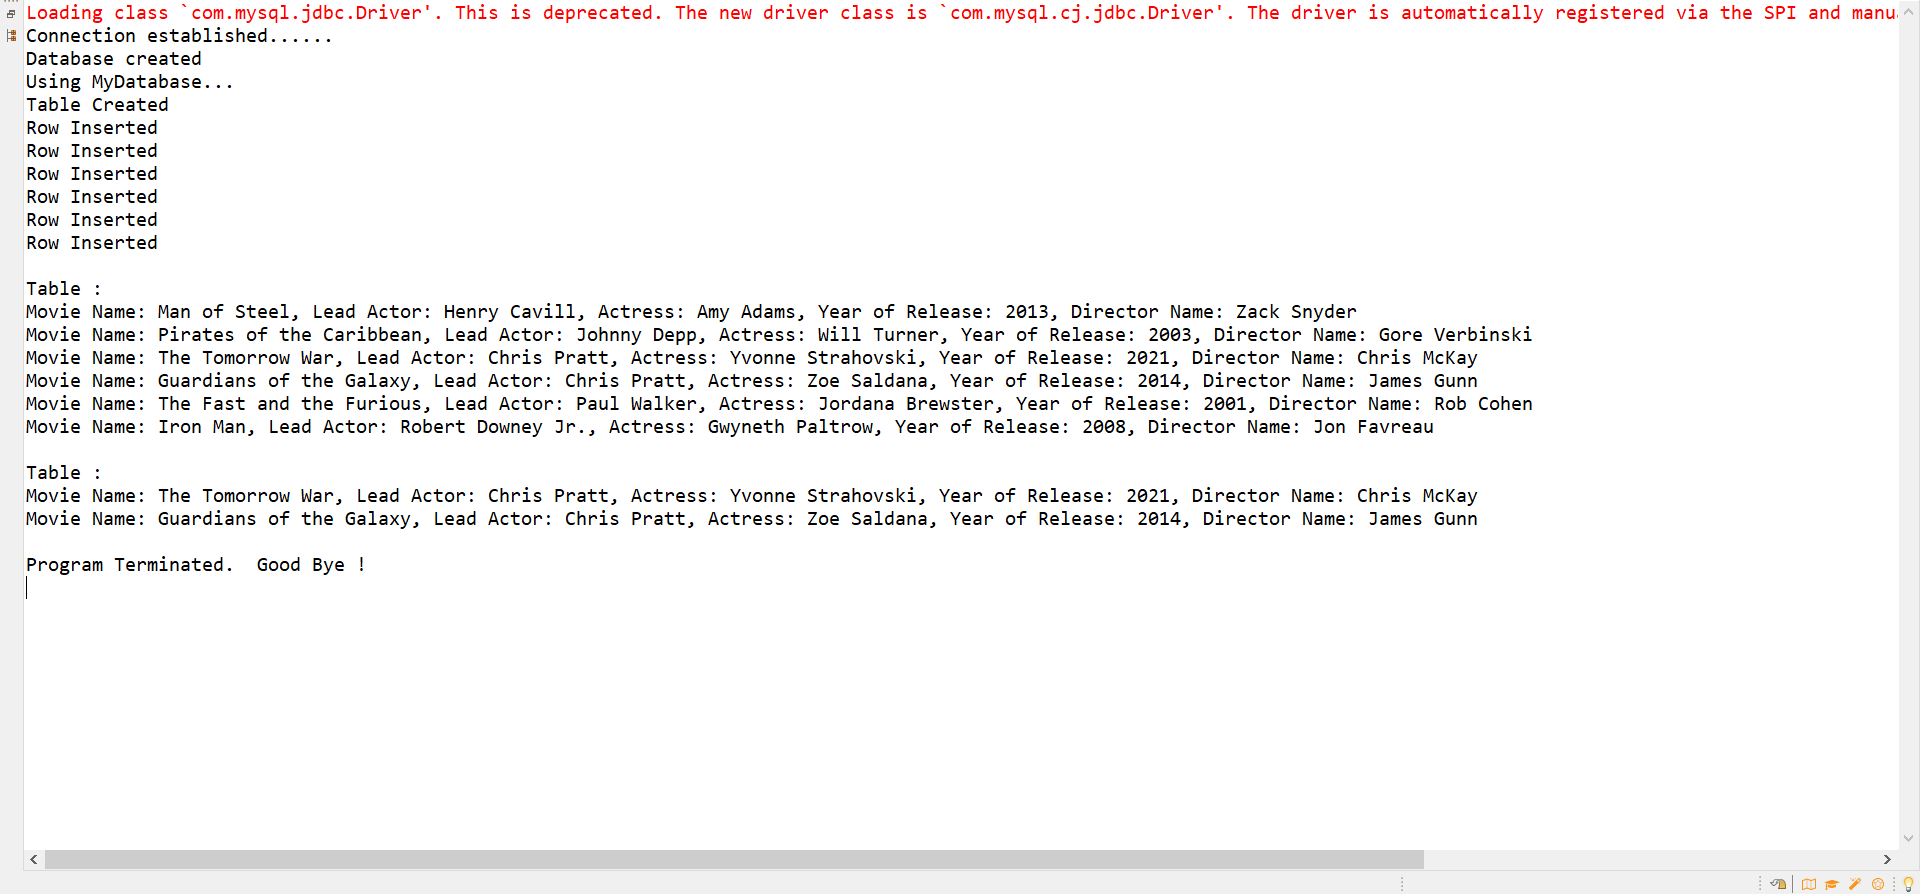 Loading class `com.mysql.jdbc.Driver'. This is deprecated. The new driver class is `com.mysql.cj.jdbc.Driver'. The driver is automatically registered via the SPI and
Connection established......
Database created
Using MyDatabase...
Table Created
Row Inserted
Row Inserted
Row Inserted
Row Inserted
Row Inserted
Row Inserted
Table :
Movie Name: Man of Steel, Lead Actor: Henry Cavill, Actress: Amy Adams, Year of Release: 2013, Director Name: Zack Snyder
Movie Name: Pirates of the Caribbean, Lead Actor: Johnny Depp, Actress: Will Turner, Year of Release: 2003, Director Name: Gore Verbinski
Movie Name: The Tomorrow War, Lead Actor: Chris Pratt, Actress: Yvonne Strahovski, Year of Release: 2021, Director Name: Chris McKay
Movie Name: Guardians of the Galaxy, Lead Actor: Chris Pratt, Actress: Zoe Saldana, Year of Release: 2014, Director Name: James Gunn
Movie Name: The Fast and the Furious, Lead Actor: Paul Walker, Actress: Jordana Brewster, Year of Release: 2001, Director Name: Rob Cohen
Movie Name: Iron Man, Lead Actor: Robert Downey Jr., Actress: Gwyneth Paltrow, Year of Release: 2008, Director Name: Jon Favreau
Table :
Movie Name: The Tomorrow War, Lead Actor: Chris Pratt, Actress: Yvonne Strahovski, Year of Release: 2021, Director Name: Chris McKay
Movie Name: Guardians of the Galaxy, Lead Actor: Chris Pratt, Actress: Zoe Saldana, Year of Release: 2014, Director Name: James Gunn
Program Terminated.  Good Bye !